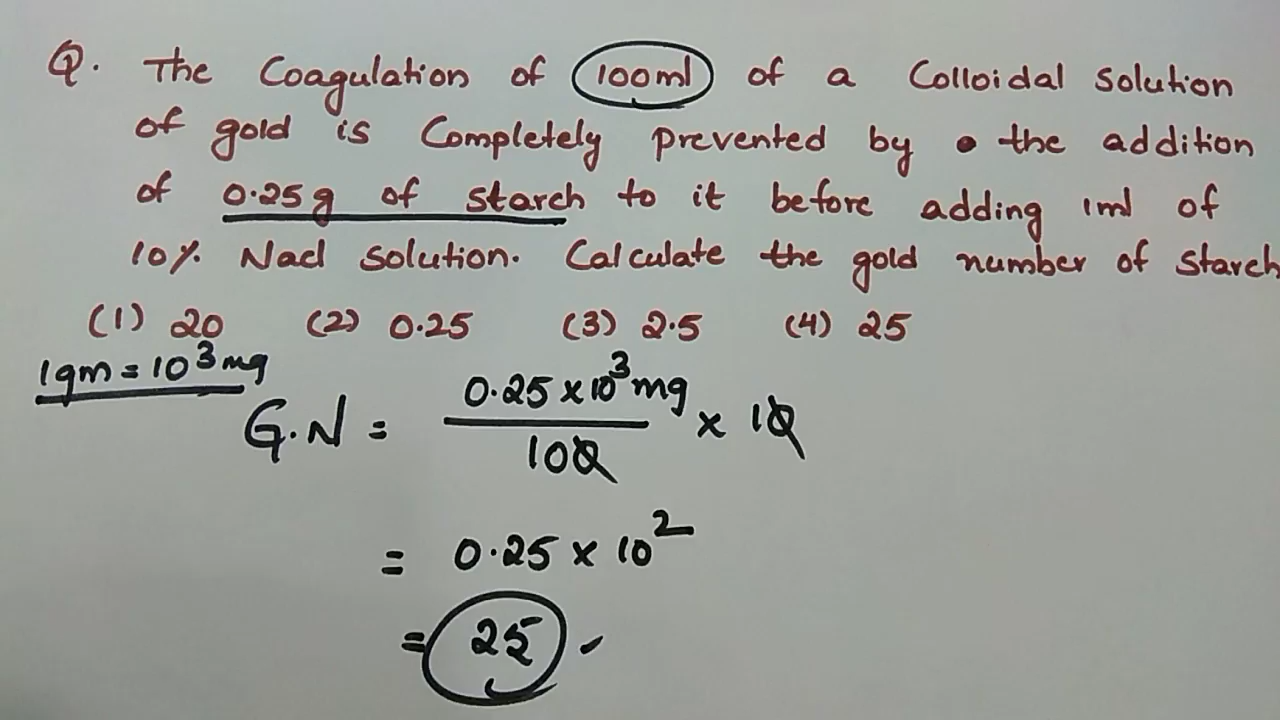 Q. The Coagulation of 100ml of a Colloidal solution
of gold is Completely prevented by the addition
of 0.25g of starch to it before adding 1ml of
10%. Nacl solution. Calculate the gold number of starch
(1) 20 (2) 0.25 (3) 2.5 (4) 25
1gm = 10³mg
G.N = 0.25 × 10³mg / 100 × 10
= 0.25 × 10²
= 25